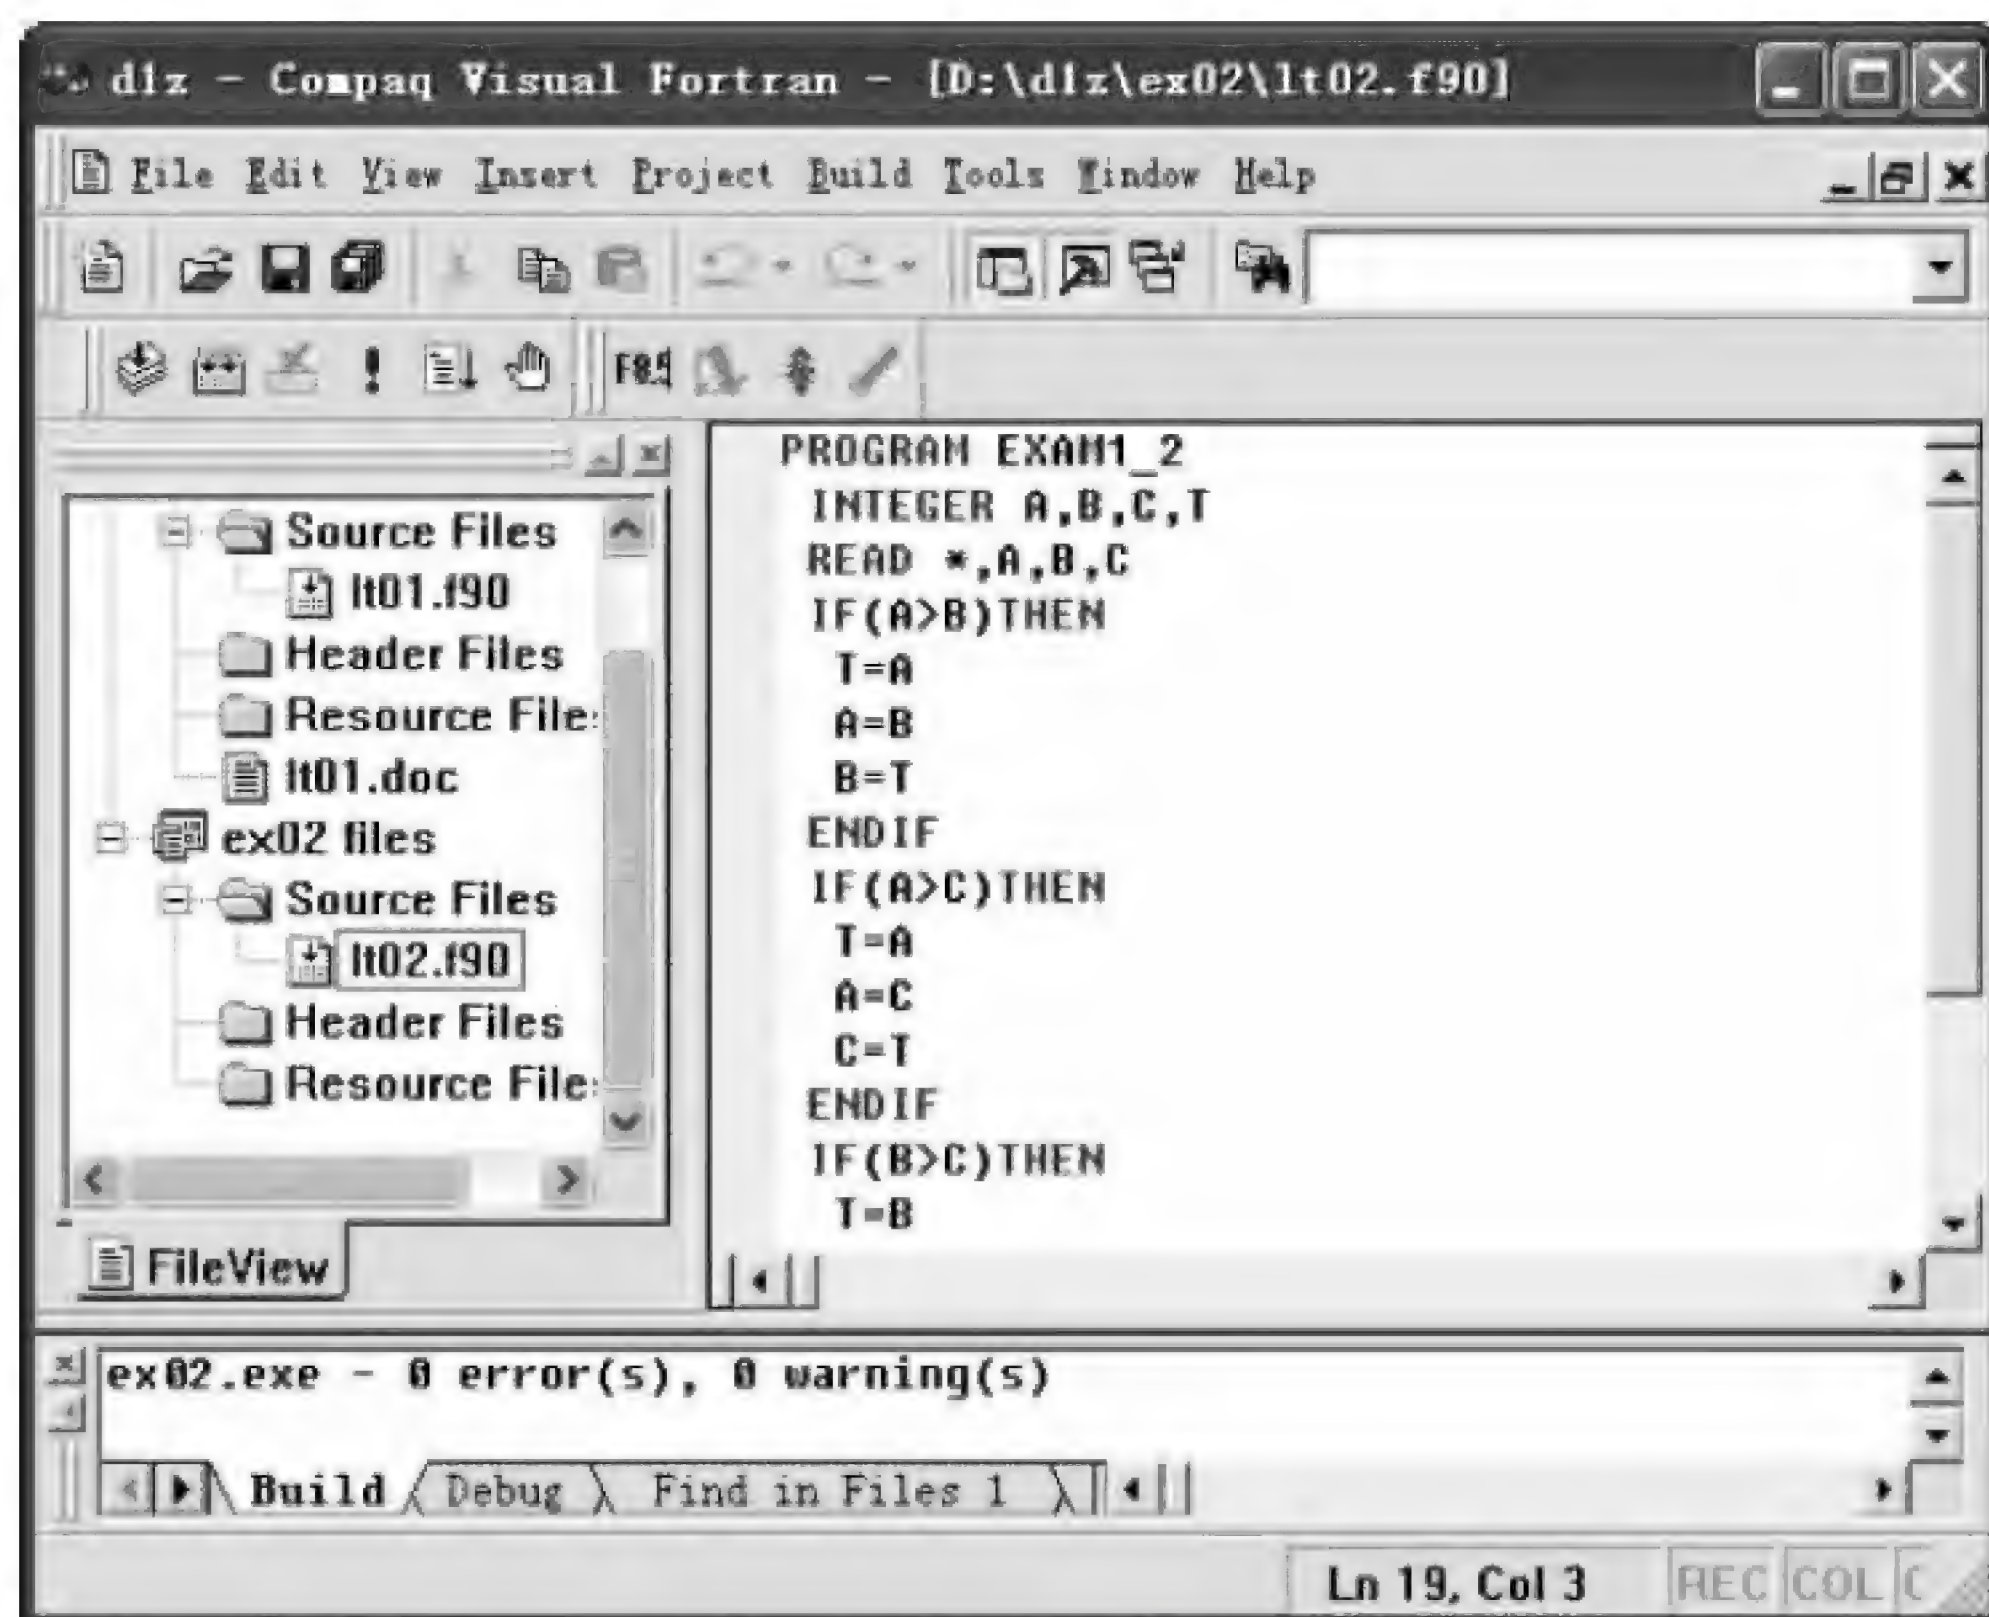 dlz - Compaq Visual Fortran - [D:\dlz\ex02\lt02.f90]
File Edit View Insert Project Build Tools Window Help
F8.5
Source Files
lt01.f90
Header Files
Resource File
lt01.doc
ex02 files
Source Files
lt02.f90
Header Files
Resource File
FileView
PROGRAM EXAM1_2
INTEGER A,B,C,T
READ *,A,B,C
IF(A>B)THEN
T=A
A=B
B=T
ENDIF
IF(A>C)THEN
T=A
A=C
C=T
ENDIF
IF(B>C)THEN
T=B
ex02.exe - 0 error(s), 0 warning(s)
Build Debug Find in Files 1
Ln 19, Col 3 REC COL